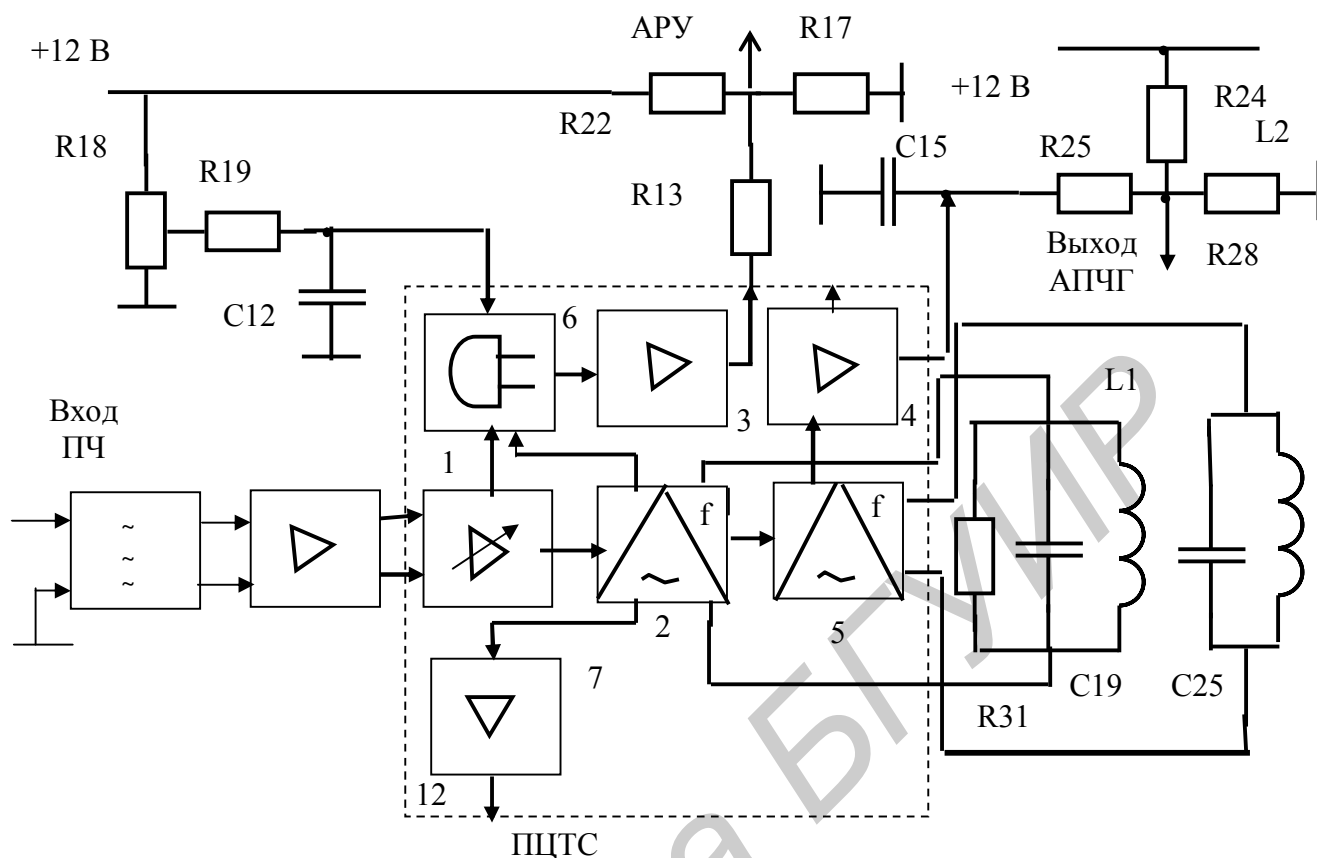 АРУ
R17
+12 В
+12 В
R22
R24
R18
C15
R25
L2
R19
R13
Выход
АПЧГ
R28
C12
6
L1
Вход
ПЧ
3
4
1
f
f
~
~
~
2
5
7
C19
C25
R31
12
ПЦТС
а БГУИР